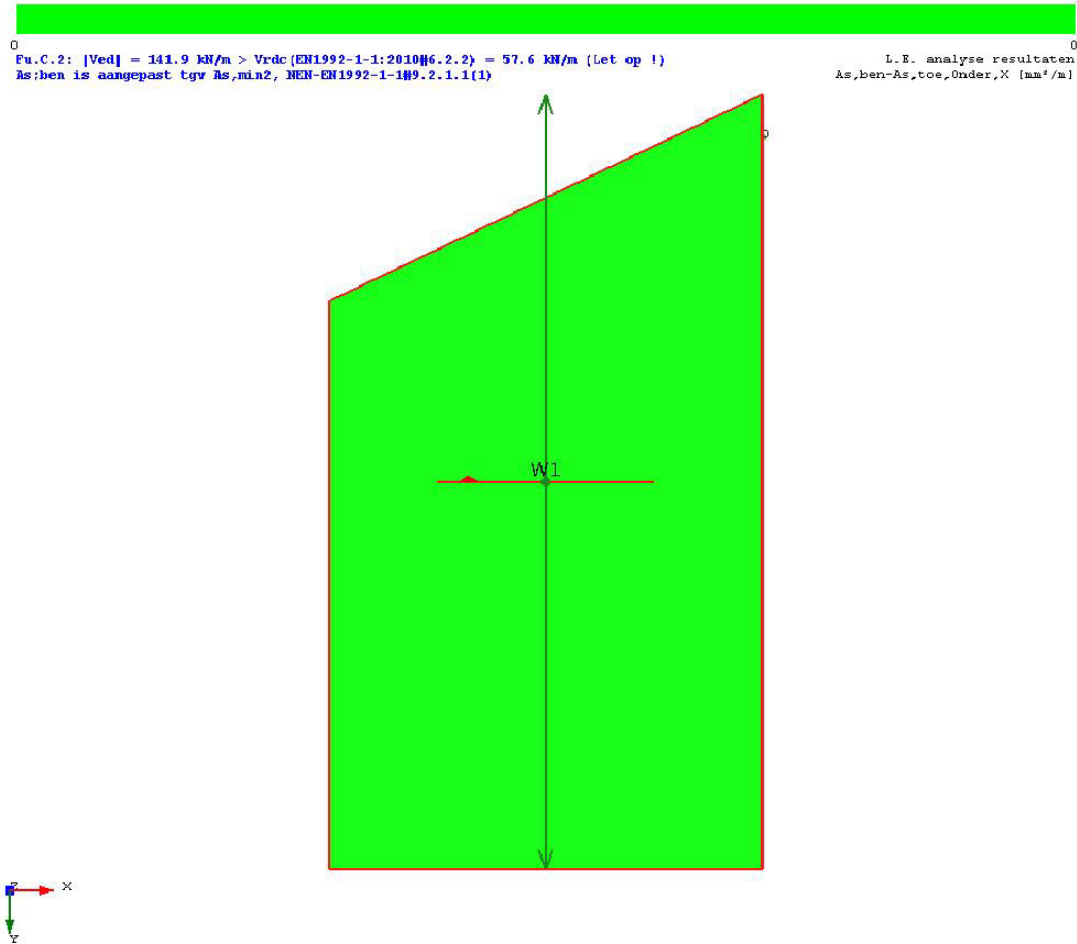 0 0
Fu.C.2: |Ved| = 141.9 kN/m > Vrdc(EN1992-1-1:2010#6.2.2) = 57.6 kN/m (Let op !)
As;ben is aangepast tgv As,min2, NEN-EN1992-1-1#9.2.1.1(1)
L.E. analyse resultaten
As,ben-As,toe,Onder,X [mm²/m]
W1
Z X
Y